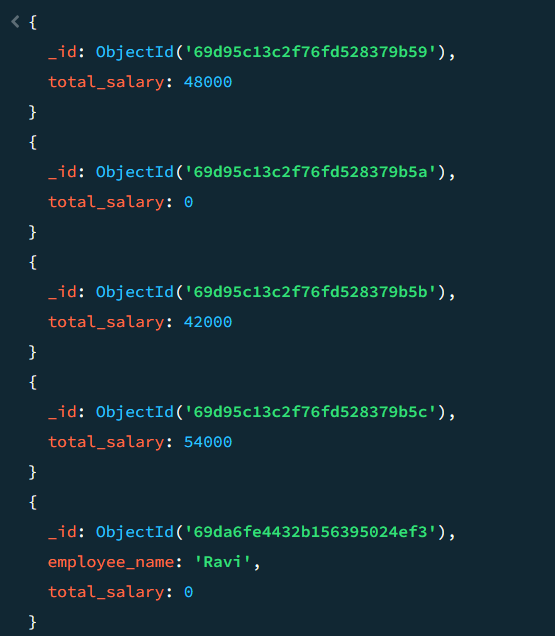 {
_id: ObjectId('69d95c13c2f76fd528379b59'),
total_salary: 48000
}
{
_id: ObjectId('69d95c13c2f76fd528379b5a'),
total_salary: 0
}
{
_id: ObjectId('69d95c13c2f76fd528379b5b'),
total_salary: 42000
}
{
_id: ObjectId('69d95c13c2f76fd528379b5c'),
total_salary: 54000
}
{
_id: ObjectId('69da6fe4432b156395024ef3'),
employee_name: 'Ravi',
total_salary: 0
}